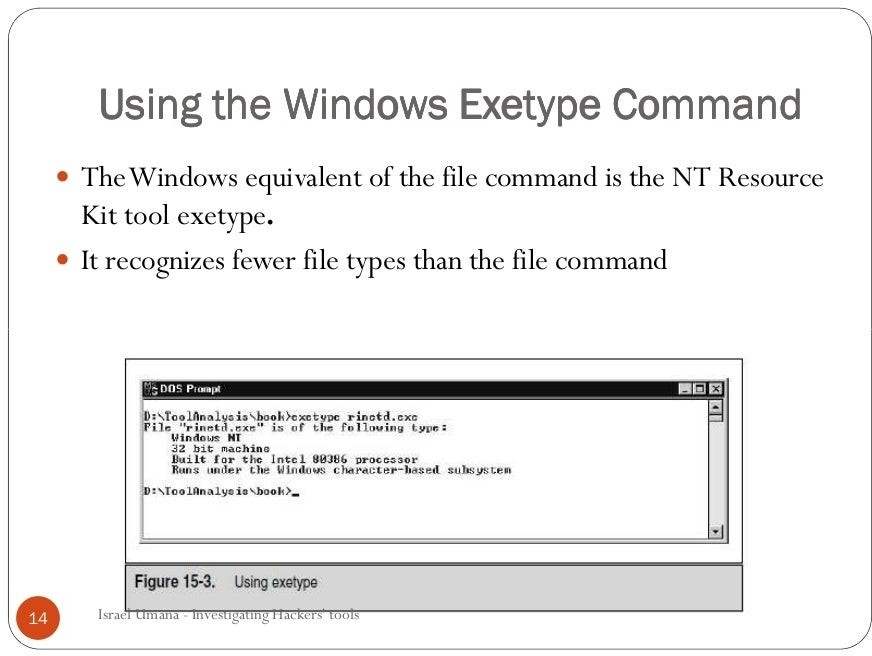 Using the Windows Exetype Command
• The Windows equivalent of the file command is the NT Resource
Kit tool exetype.
• It recognizes fewer file types than the file command
DOS Prompt
D:\ToolAnalysis\book>exetype rinetd.exe
File "rinetd.exe" is of the following type:
Windows NT
32 bit machine
Built for the Intel 80386 processor
Runs under the Windows character-based subsystem
D:\ToolAnalysis\book>_
Figure 15-3. Using exetype
14
Israel Umana - Investigating Hackers' tools